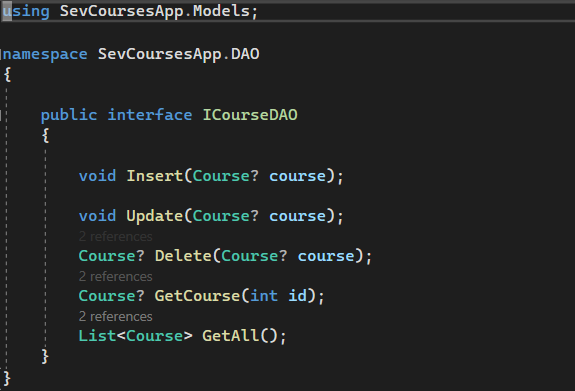 using SevCoursesApp.Models;
namespace SevCoursesApp.DAO
{
public interface ICourseDAO
{
void Insert(Course? course);
void Update(Course? course);
2 references
Course? Delete(Course? course);
2 references
Course? GetCourse(int id);
2 references
List<Course> GetAll();
}
}